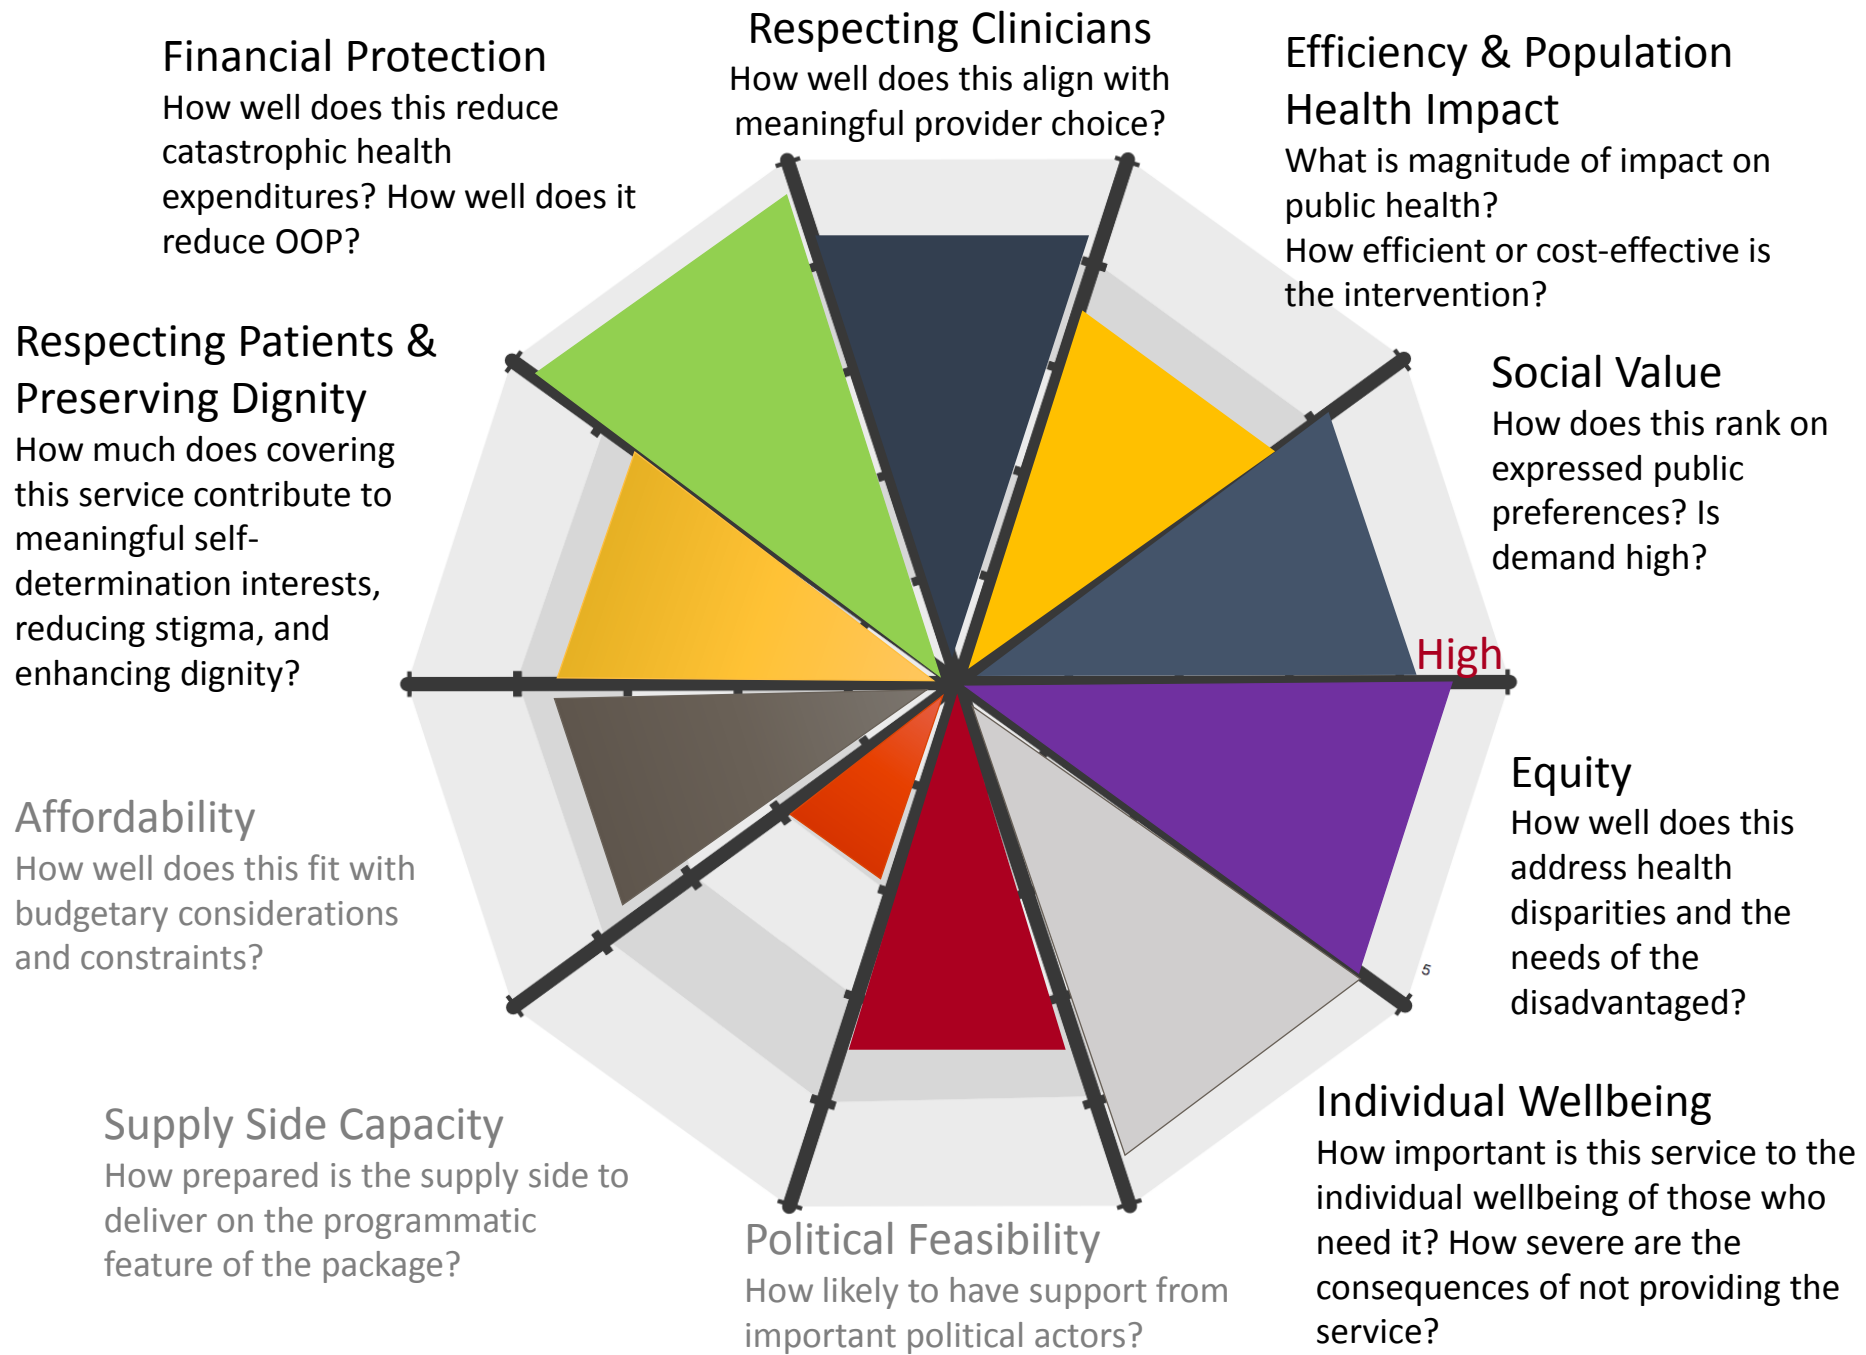 Financial Protection
How well does this reduce
catastrophic health
expenditures? How well does it
reduce OOP?
Respecting Clinicians
How well does this align with
meaningful provider choice?
Efficiency & Population
Health Impact
What is magnitude of impact on
public health?
How efficient or cost-effective is
the intervention?
Respecting Patients &
Preserving Dignity
How much does covering
this service contribute to
meaningful self-
determination interests,
reducing stigma, and
enhancing dignity?
Social Value
How does this rank on
expressed public
preferences? Is
demand high?
High
Equity
How well does this
address health
disparities and the
needs of the
disadvantaged?
5
Affordability
How well does this fit with
budgetary considerations
and constraints?
Supply Side Capacity
How prepared is the supply side to
deliver on the programmatic
feature of the package?
Political Feasibility
How likely to have support from
important political actors?
Individual Wellbeing
How important is this service to the
individual wellbeing of those who
need it? How severe are the
consequences of not providing the
service?